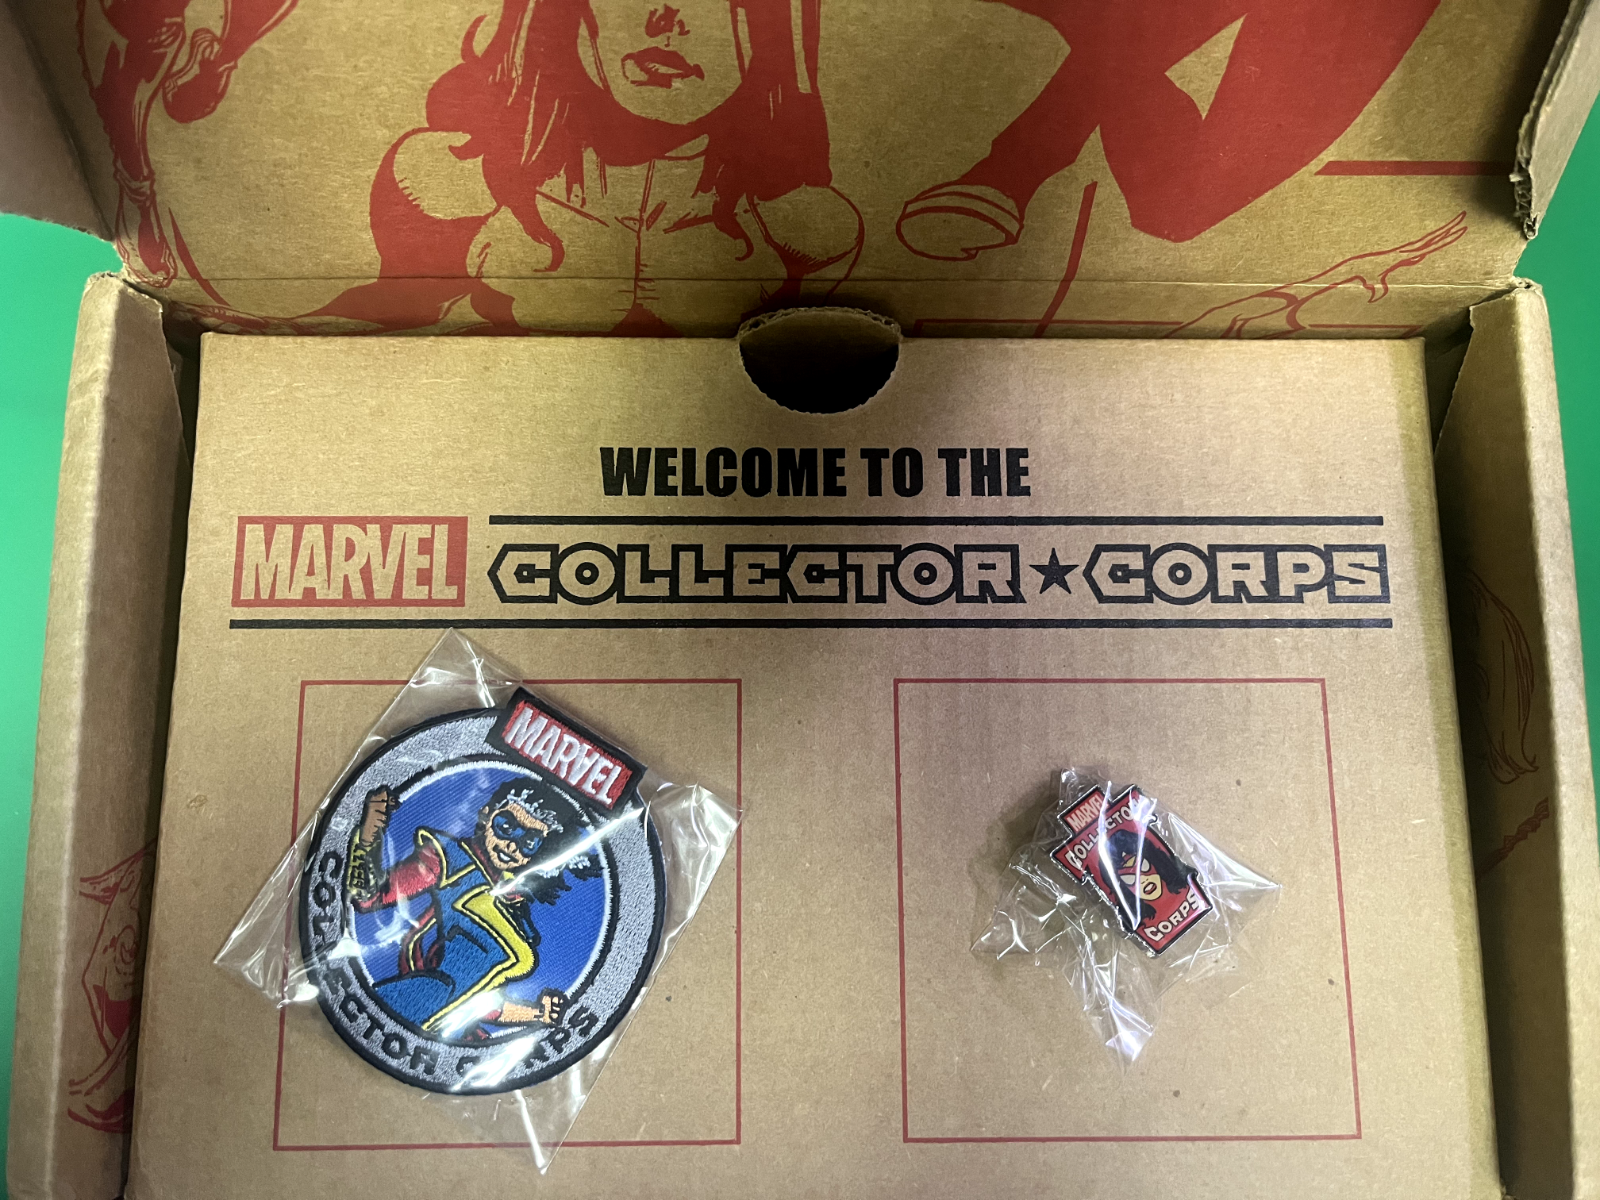 WELCOME TO THE
MARVEL COLLECTOR★CORPS
MARVEL
COLLECTOR CORPS
MARVEL
COLLECTOR
CORPS